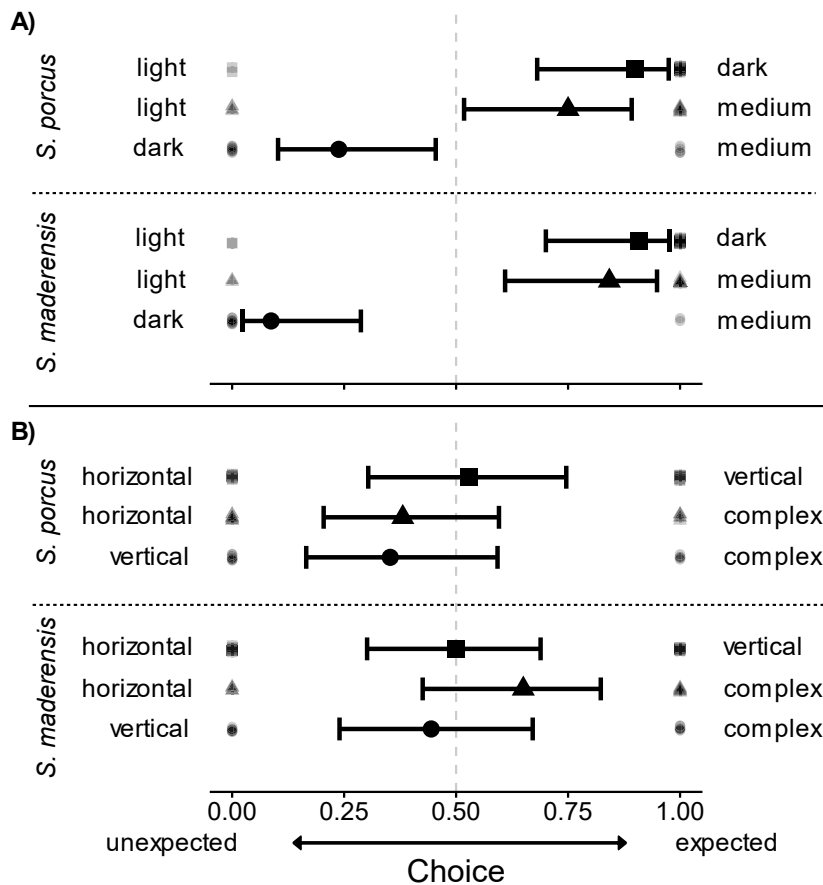 A)
S. porcus
light dark
light medium
dark medium
S. maderensis
light dark
light medium
dark medium
B)
S. porcus
horizontal vertical
horizontal complex
vertical complex
S. maderensis
horizontal vertical
horizontal complex
vertical complex
0.00 0.25 0.50 0.75 1.00
unexpected expected
Choice